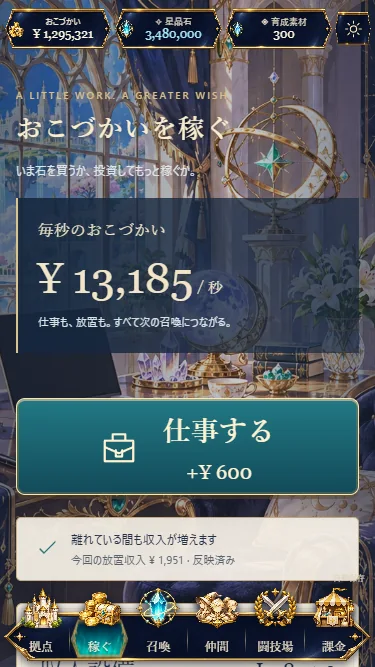 おこづかい
¥ 1,295,321
✧ 星晶石
3,480,000
◈ 育成素材
300
A LITTLE WORK, A GREATER WISH
おこづかいを稼ぐ
いま石を買うか、投資してもっと稼ぐか。
毎秒のおこづかい
¥ 13,185 / 秒
仕事も、放置も。すべて次の召喚につながる。
仕事する
+¥ 600
離れている間も収入が増えます
今回の放置収入 ¥ 1,951 · 反映済み
拠点
稼ぐ
召喚
仲間
闘技場
課金